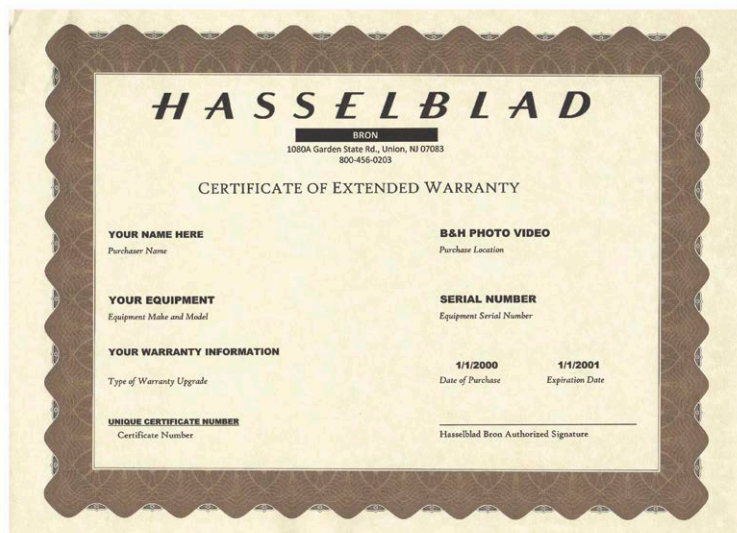 HASSELBLAD
BRON
1080A Garden State Rd., Union, NJ 07083
800-456-0203
CERTIFICATE OF EXTENDED WARRANTY
YOUR NAME HERE
Purchaser Name
B&H PHOTO VIDEO
Purchase Location
YOUR EQUIPMENT
Equipment Make and Model
SERIAL NUMBER
Equipment Serial Number
YOUR WARRANTY INFORMATION
Type of Warranty Upgrade
1/1/2000 1/1/2001
Date of Purchase Expiration Date
UNIQUE CERTIFICATE NUMBER
Certificate Number
Hasselblad Bron Authorized Signature